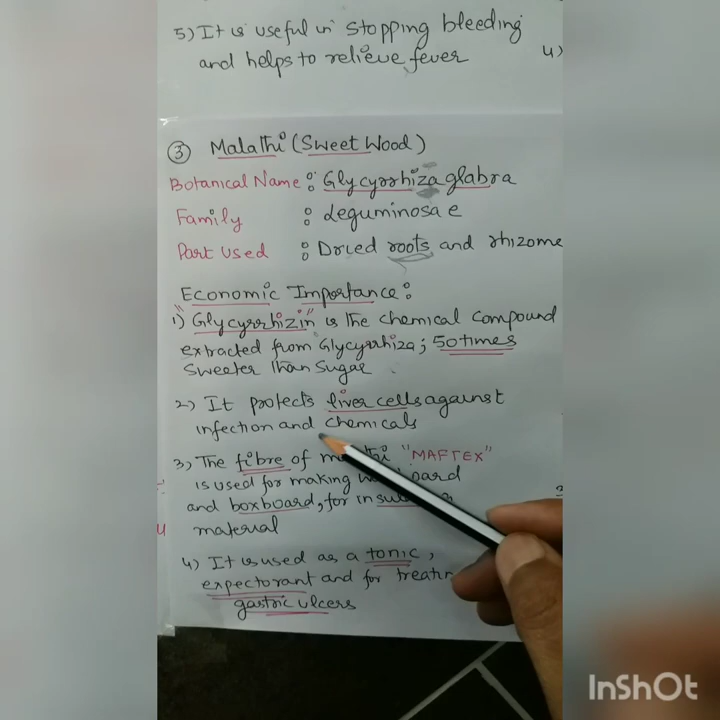 5) It is useful in stopping bleeding
and helps to relieve fever
4)
③ Malathi (Sweet Wood)
Botanical Name : Glycyrrhiza glabra
Family : Leguminosae
Part Used : Dried roots and rhizome
Economic Importance :
1) "Glycyrrhizin" is the chemical compound
extracted from Glycyrrhiza; 50 times
sweeter than sugar
2) It protects liver cells against
infection and chemicals
3) The fibre of "MAFTEX"
is used for making
and boxboard, for
material
4) It is used as a tonic,
expectorant and for
gastric ulcers
InShOt